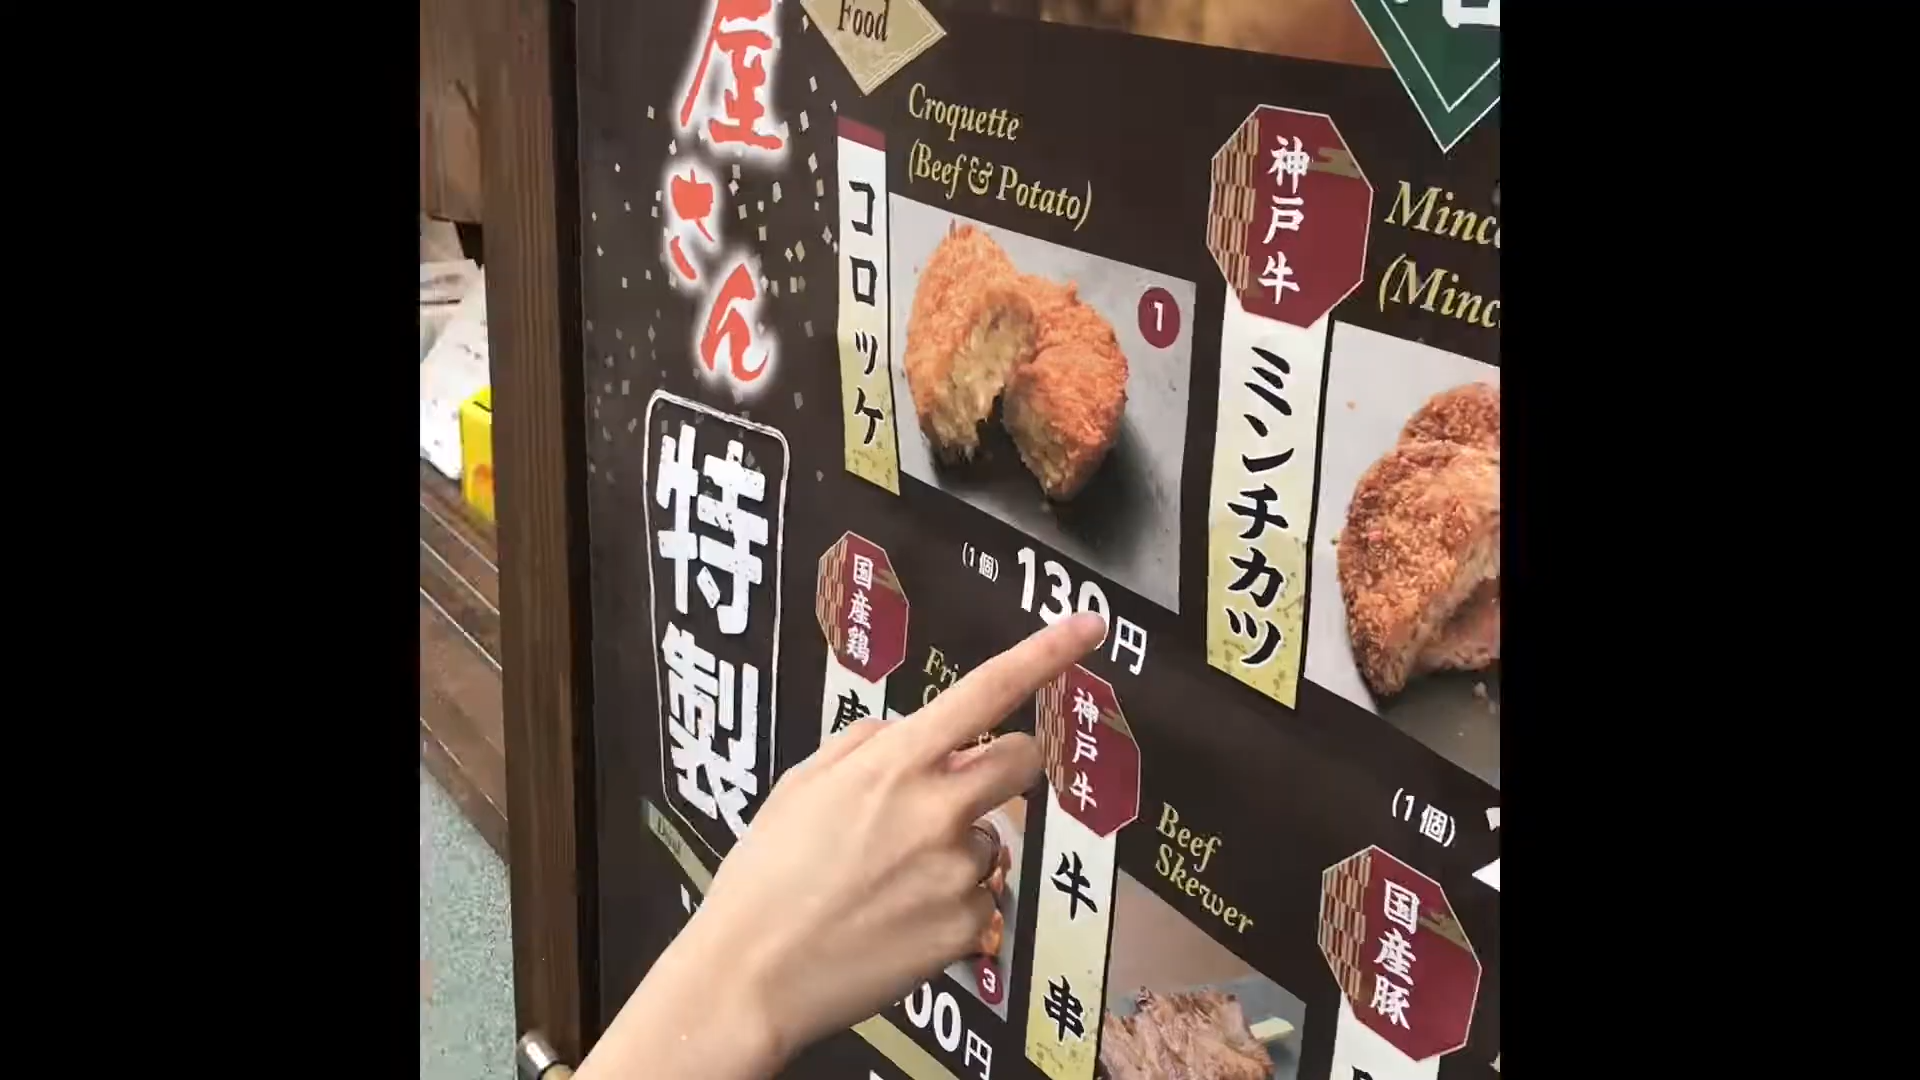 屋さん
特製
Food
Croquette
(Beef & Potato)
コロッケ
1
(1個) 130円
神戸牛
ミンチカツ
(1個)
国産鶏
3
00円
神戸牛
牛串
Beef
Skewer
国産豚